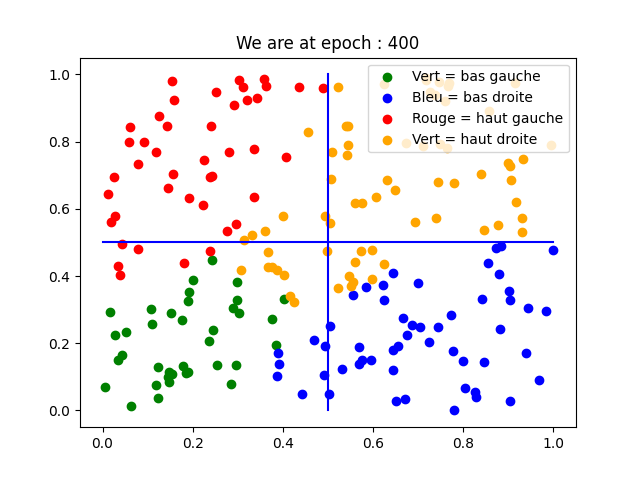 We are at epoch : 400
Vert = bas gauche
Bleu = bas droite
Rouge = haut gauche
Vert = haut droite
1.0
0.8
0.6
0.4
0.2
0.0
0.0 0.2 0.4 0.6 0.8 1.0